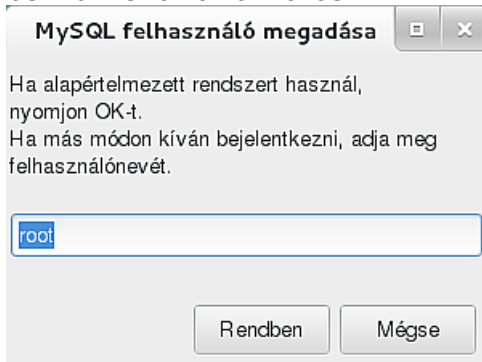 MySQL felhasználó megadása
Ha alapértelmezett rendszert használ,
nyomjon OK-t.
Ha más módon kíván bejelentkezni, adja meg
felhasználónevét.
root
Rendben
Mégse